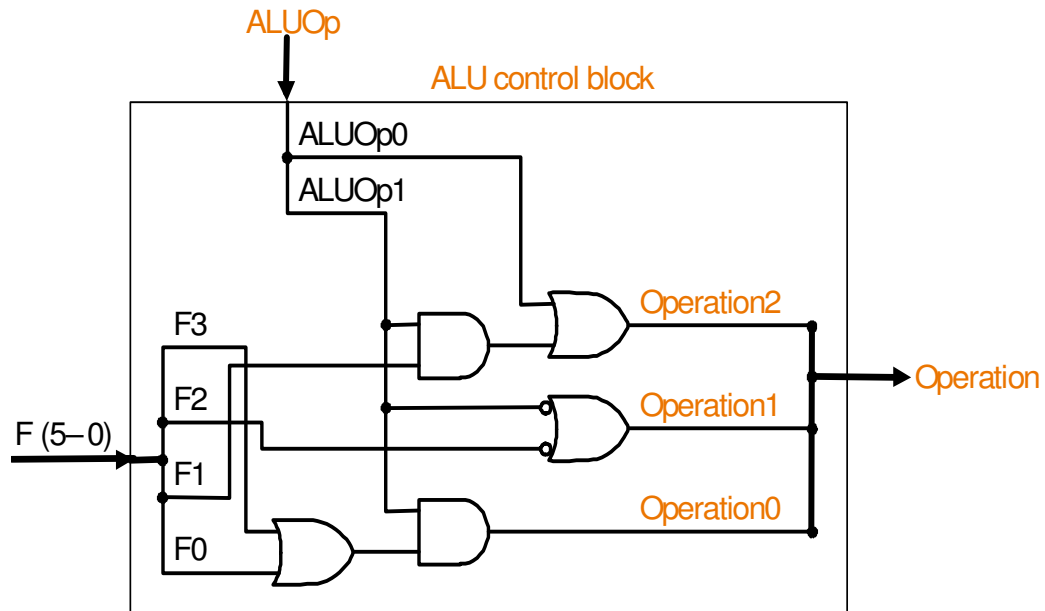 ALUOp
ALU control block
ALUOp0
ALUOp1
Operation2
F3
Operation
F2
Operation1
F (5–0)
F1
Operation0
F0